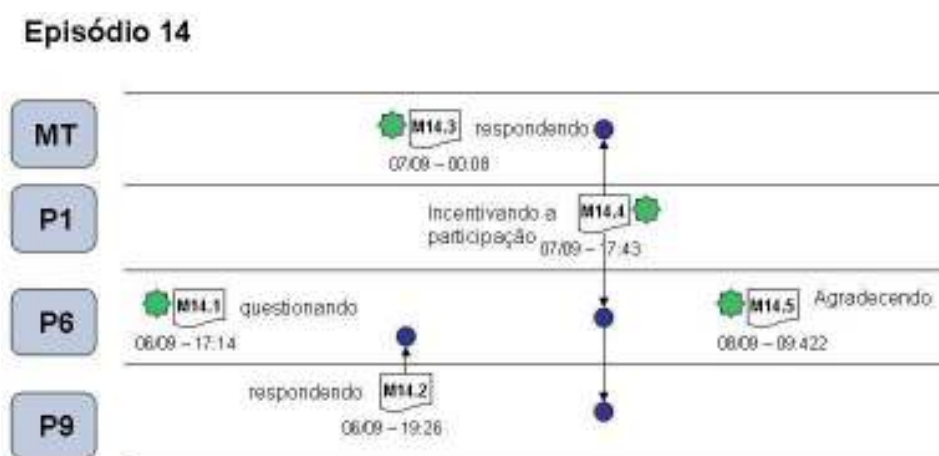 Episódio 14
MT
M14.3 respondendo
07/09 – 00:08
P1
Incentivando a
participação
M14.4
07/09 – 17:43
P6
M14.1 questionando
06/09 – 17:14
M14.5 Agradecendo
08/09 – 09:422
P9
respondendo M14.2
06/09 – 19:26